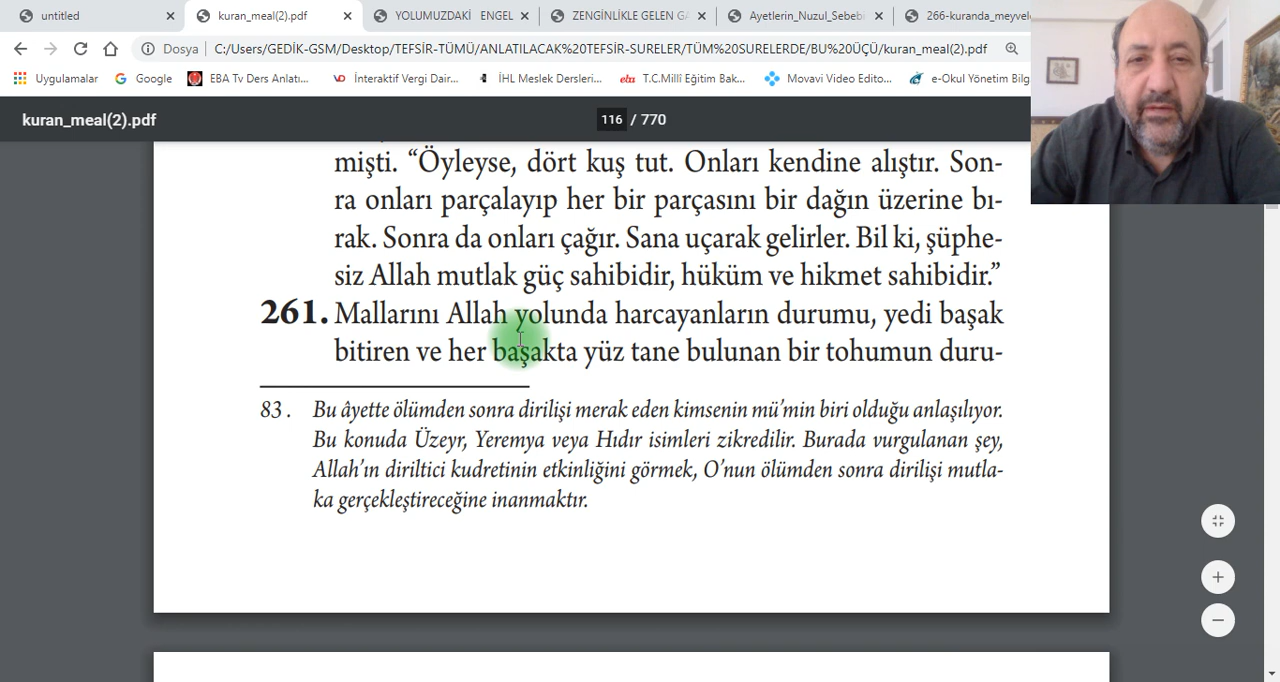 untitled
kuran_meal(2).pdf
YOLUMUZDAKİ ENGEL
ZENGİNLİKLE GELEN GA
Ayetlerin_Nuzul_Sebebi
266-kuranda_meyvel
Dosya
C:/Users/GEDİK-GSM/Desktop/TEFSİR-TÜMÜ/ANLATILACAK%20TEFSİR-SURELER/TÜM%20SURELERDE/BU%20ÜÇÜ/kuran_meal(2).pdf
Uygulamalar
Google
EBA Tv Ders Anlatı...
İnteraktif Vergi Dair...
İHL Meslek Dersleri...
T.C.Millî Eğitim Bak...
Movavi Video Edito...
e-Okul Yönetim Bilg
kuran_meal(2).pdf
116 / 770
mişti. “Öyleyse, dört kuş tut. Onları kendine alıştır. Son-
ra onları parçalayıp her bir parçasını bir dağın üzerine bı-
rak. Sonra da onları çağır. Sana uçarak gelirler. Bil ki, şüphe-
siz Allah mutlak güç sahibidir, hüküm ve hikmet sahibidir.”
261. Mallarını Allah yolunda harcayanların durumu, yedi başak
bitiren ve her başakta yüz tane bulunan bir tohumun duru-
83. Bu âyette ölümden sonra dirilişi merak eden kimsenin mü’min biri olduğu anlaşılıyor.
Bu konuda Üzeyr, Yeremya veya Hıdır isimleri zikredilir. Burada vurgulanan şey,
Allah’ın diriltici kudretinin etkinliğini görmek, O’nun ölümden sonra dirilişi mutla-
ka gerçekleştireceğine inanmaktır.